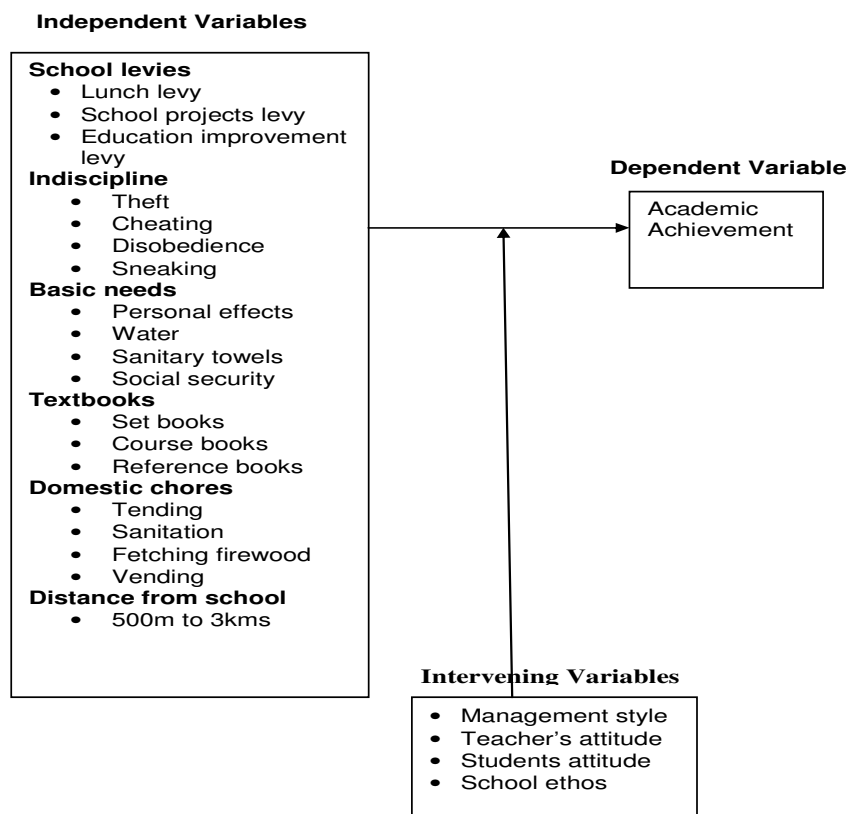 Independent Variables
School levies
• Lunch levy
• School projects levy
• Education improvement
levy
Indiscipline
• Theft
• Cheating
• Disobedience
• Sneaking
Basic needs
• Personal effects
• Water
• Sanitary towels
• Social security
Textbooks
• Set books
• Course books
• Reference books
Domestic chores
• Tending
• Sanitation
• Fetching firewood
• Vending
Distance from school
• 500m to 3kms
Dependent Variable
Academic
Achievement
Intervening Variables
• Management style
• Teacher's attitude
• Students attitude
• School ethos